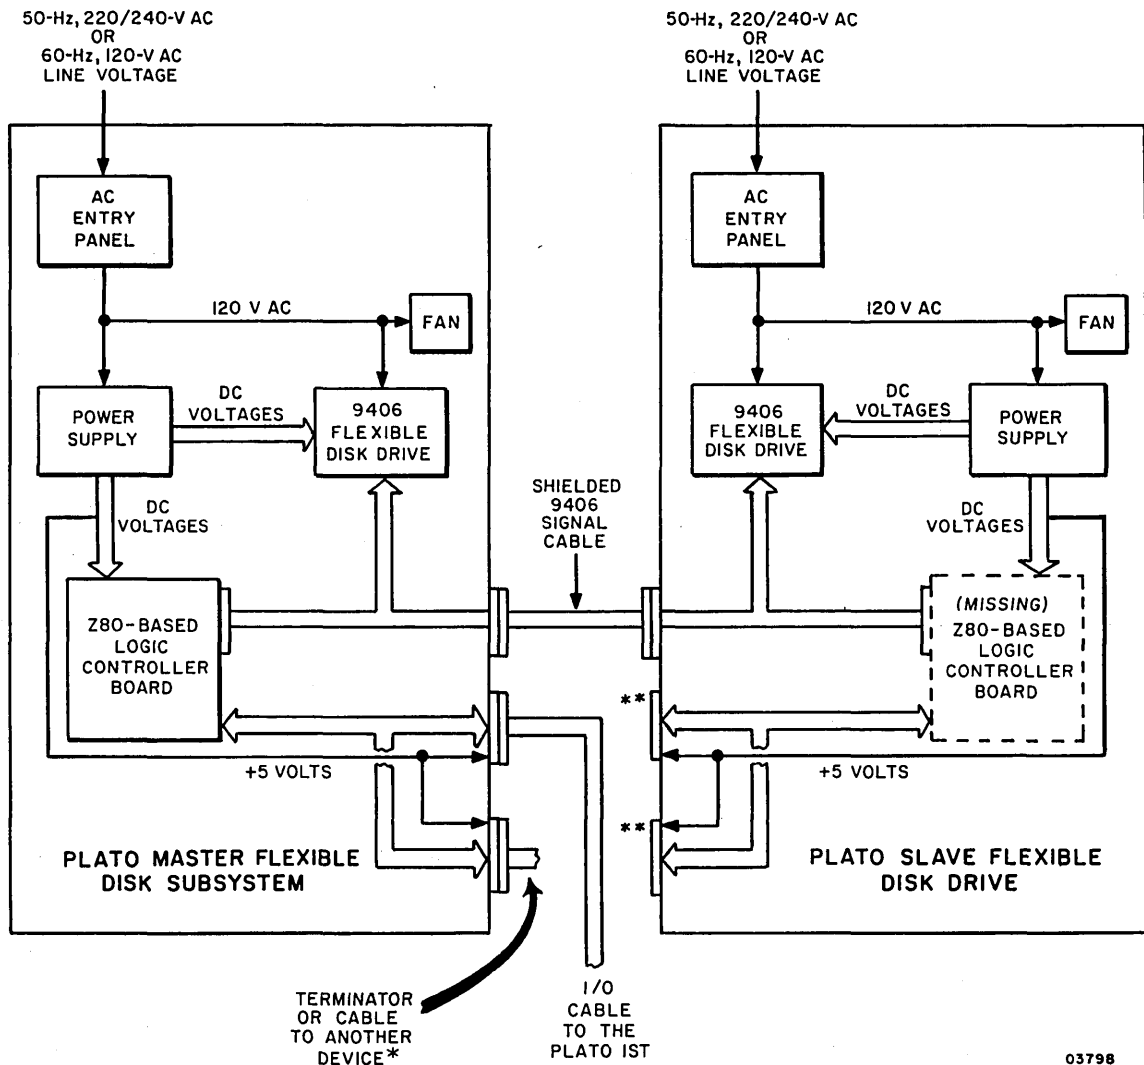 50-Hz, 220/240-V AC
OR
60-Hz, 120-V AC
LINE VOLTAGE
AC
ENTRY
PANEL
120 V AC
FAN
POWER
SUPPLY
DC
VOLTAGES
9406
FLEXIBLE
DISK DRIVE
DC
VOLTAGES
Z80-BASED
LOGIC
CONTROLLER
BOARD
+5 VOLTS
PLATO MASTER FLEXIBLE
DISK SUBSYSTEM
SHIELDED
9406
SIGNAL
CABLE
TERMINATOR
OR CABLE
TO ANOTHER
DEVICE*
I/O
CABLE
TO THE
PLATO IST
50-Hz, 220/240-V AC
OR
60-Hz, 120-V AC
LINE VOLTAGE
AC
ENTRY
PANEL
120 V AC
FAN
9406
FLEXIBLE
DISK DRIVE
DC
VOLTAGES
POWER
SUPPLY
DC
VOLTAGES
(MISSING)
Z80-BASED
LOGIC
CONTROLLER
BOARD
**
+5 VOLTS
**
PLATO SLAVE FLEXIBLE
DISK DRIVE
03798